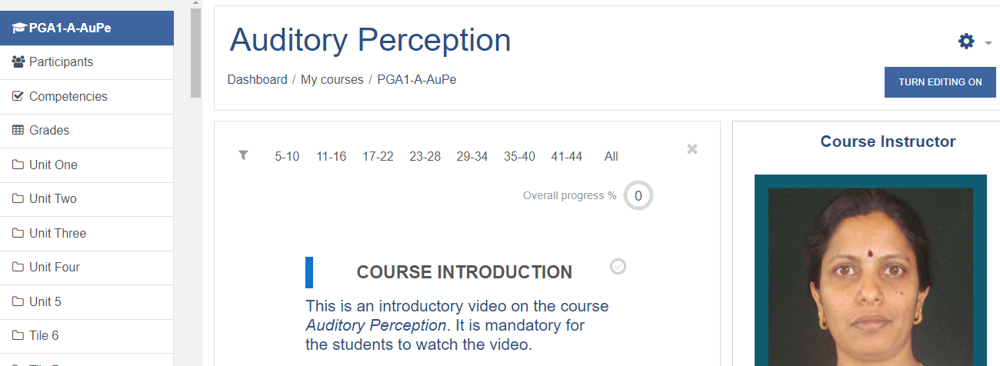 PGA1-A-AuPe
Participants
Competencies
Grades
Unit One
Unit Two
Unit Three
Unit Four
Unit 5
Tile 6
Auditory Perception
Dashboard / My courses / PGA1-A-AuPe
TURN EDITING ON
5-10 11-16 17-22 23-28 29-34 35-40 41-44 All
Overall progress % 0
COURSE INTRODUCTION
This is an introductory video on the course
Auditory Perception. It is mandatory for
the students to watch the video.
Course Instructor